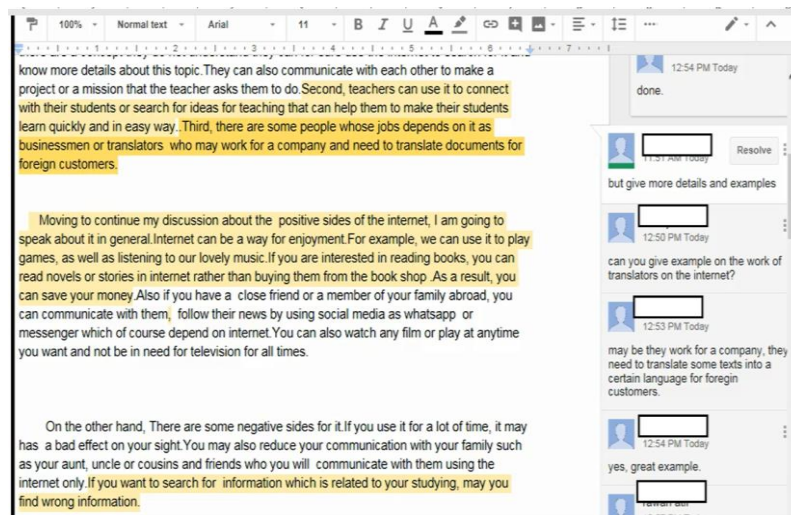 100%
Normal text
Arial
11
B I U A
1 2 3 4 5 6 7
know more details about this topic.They can also communicate with each other to make a
project or a mission that the teacher asks them to do.Second, teachers can use it to connect
with their students or search for ideas for teaching that can help them to make their students
learn quickly and in easy way..Third, there are some people whose jobs depends on it as
businessmen or translators who may work for a company and need to translate documents for
foreign customers.
Moving to continue my discussion about the positive sides of the internet, I am going to
speak about it in general.Internet can be a way for enjoyment.For example, we can use it to play
games, as well as listening to our lovely music.If you are interested in reading books, you can
read novels or stories in internet rather than buying them from the book shop .As a result, you
can save your money.Also if you have a close friend or a member of your family abroad, you
can communicate with them, follow their news by using social media as whatsapp or
messenger which of course depend on internet.You can also watch any film or play at anytime
you want and not be in need for television for all times.
On the other hand, There are some negative sides for it.If you use it for a lot of time, it may
has a bad effect on your sight.You may also reduce your communication with your family such
as your aunt, uncle or cousins and friends who you will communicate with them using the
internet only.If you want to search for information which is related to your studying, may you
find wrong information.
12:54 PM Today
done.
11:51 AM Today
Resolve
but give more details and examples
12:50 PM Today
can you give example on the work of
translators on the internet?
12:53 PM Today
may be they work for a company, they
need to translate some texts into a
certain language for foregin
customers.
12:54 PM Today
yes, great example.